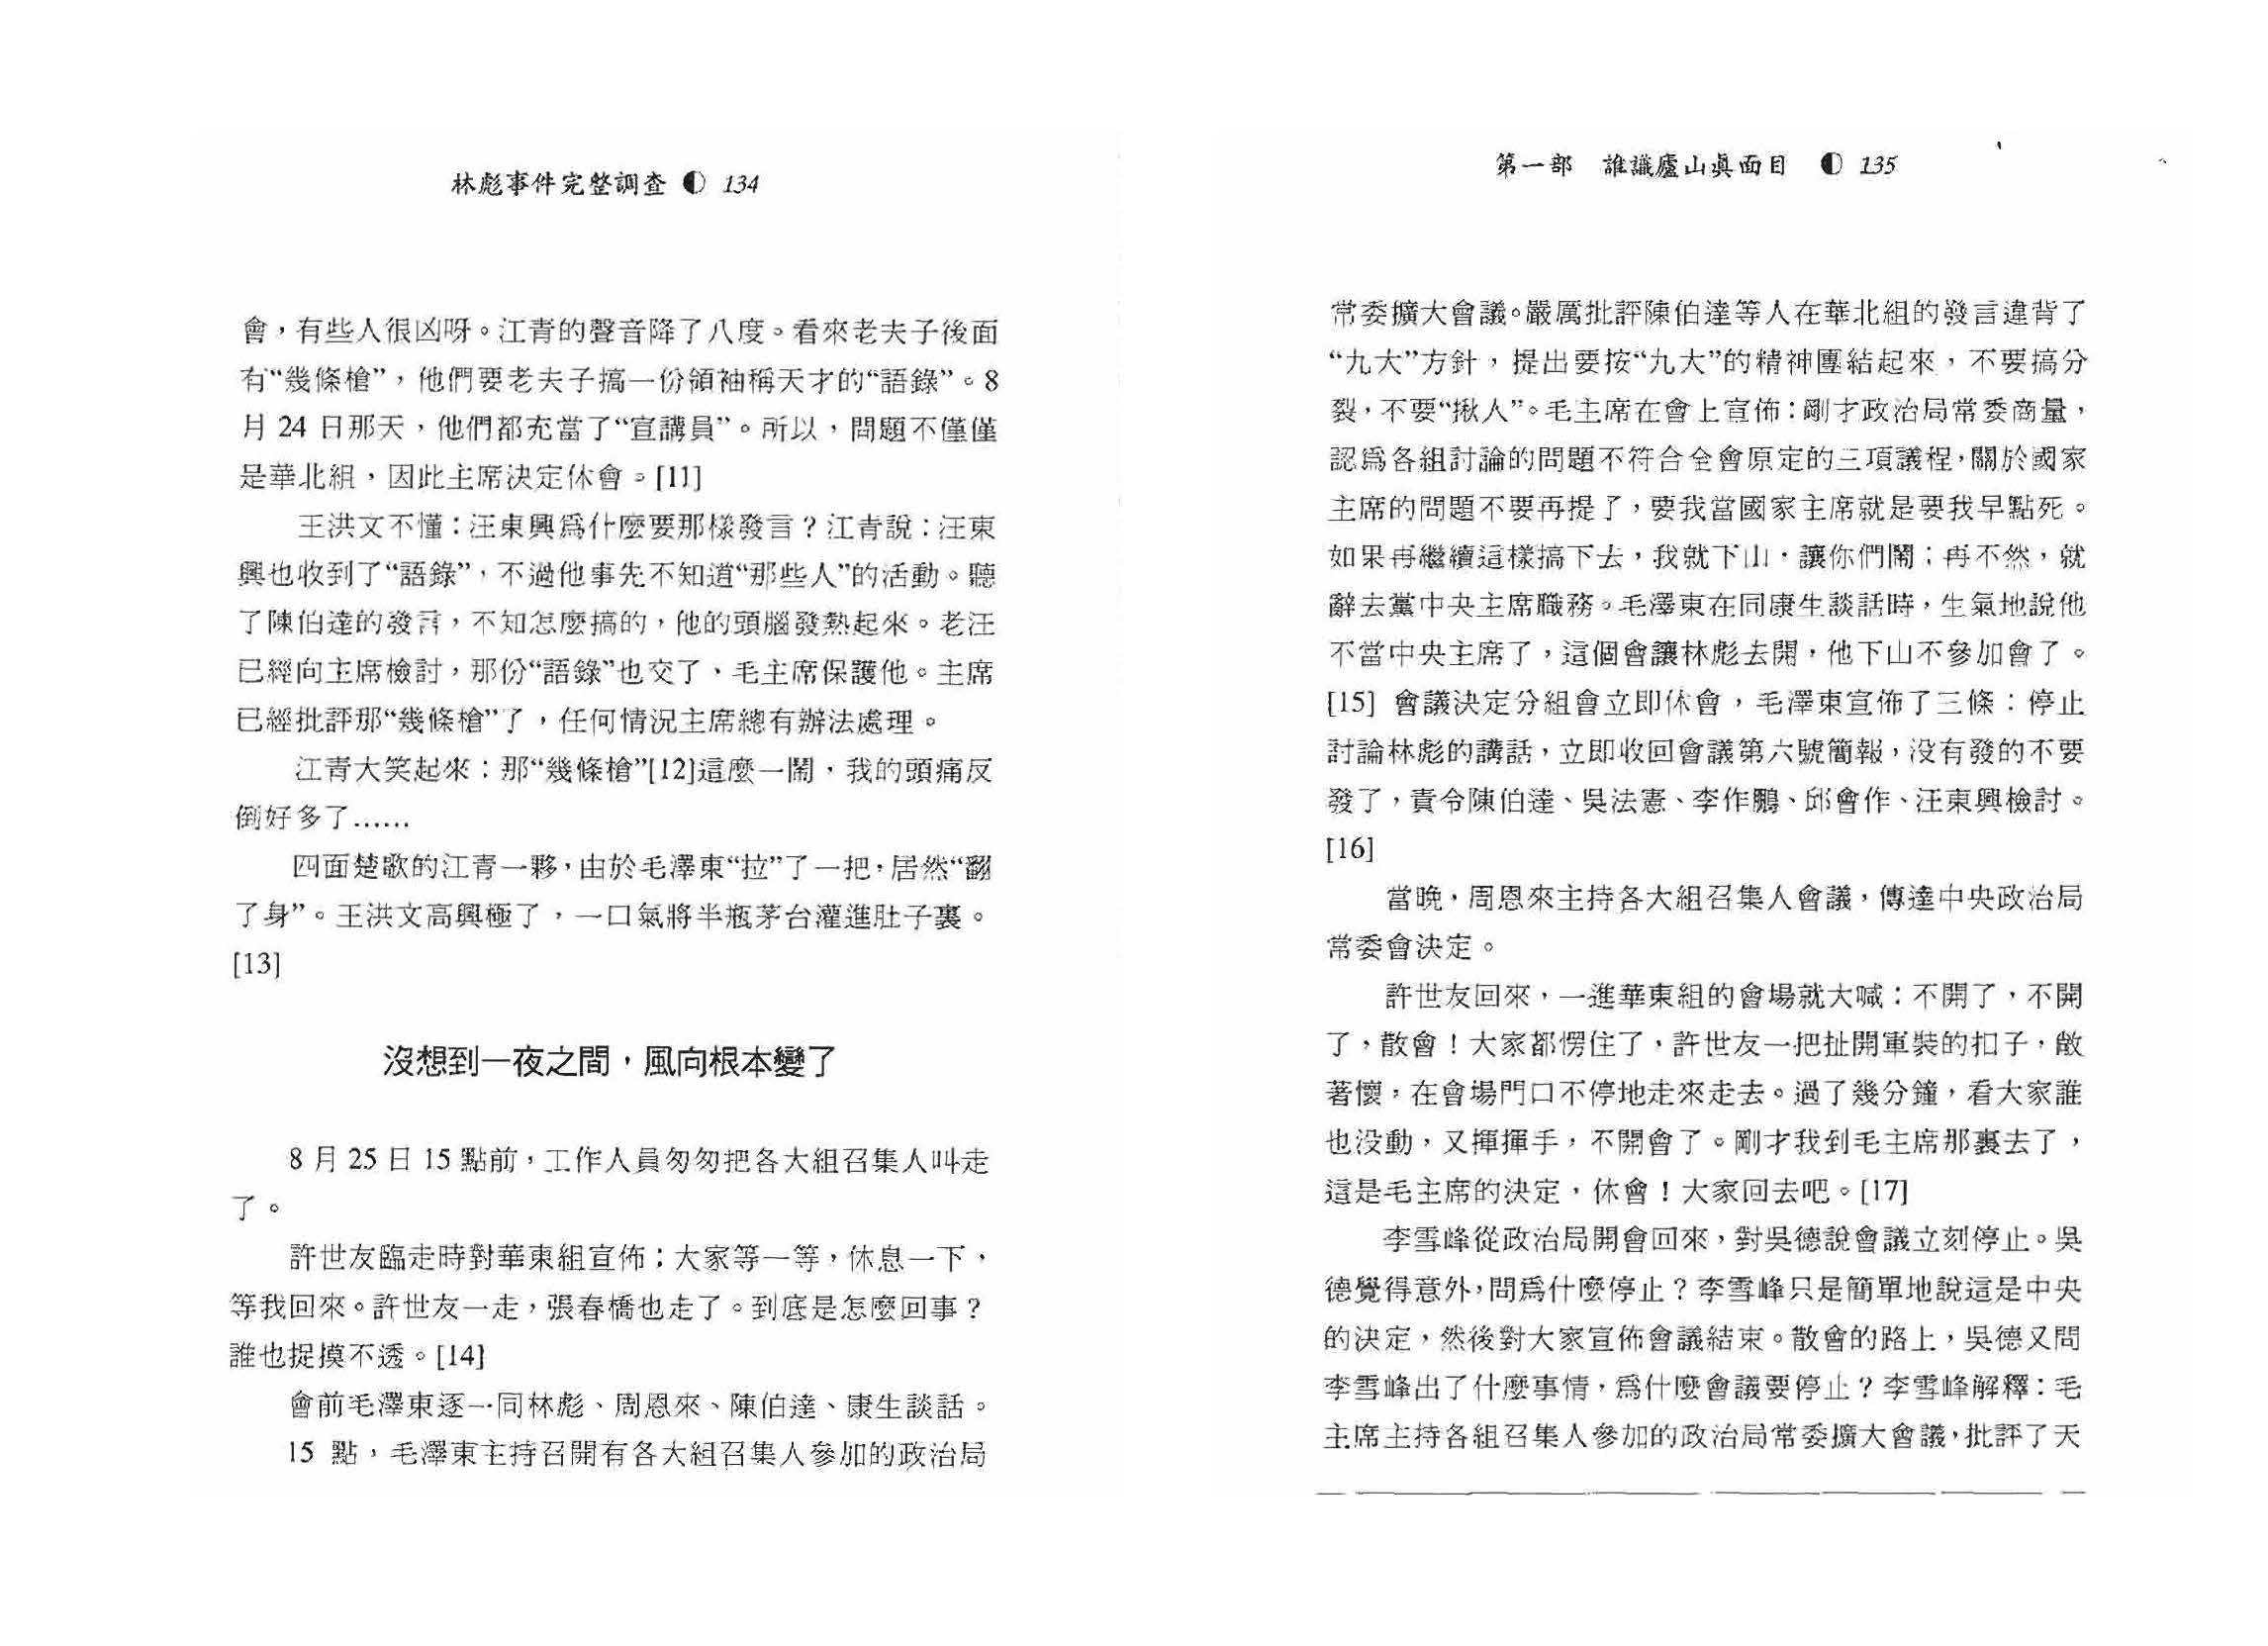 林彪事件完整調查 ◐ 134
會，有些人很凶呀。江青的聲音降了八度。看來老夫子後面
有“幾條槍”，他們要老夫子搞一份領袖稱天才的“語錄”。8
月 24 日那天，他們都充當了“宣講員”。所以，問題不僅僅
是華北組，因此主席決定休會。[11]
王洪文不懂：汪東興爲什麼要那樣發言？江青說：汪東
興也收到了“語錄”，不過他事先不知道“那些人”的活動。聽
了陳伯達的發言，不知怎麼搞的，他的頭腦發熱起來。老汪
已經向主席檢討，那份“語錄”也交了、毛主席保護他。主席
已經批評那“幾條槍”了，任何情況主席總有辦法處理。
江青大笑起來：那“幾條槍”[12]這麼一鬧，我的頭痛反
倒好多了......
四面楚歌的江青一夥，由於毛澤東“拉”了一把，居然“翻
了身”。王洪文高興極了，一口氣將半瓶茅台灌進肚子裏。
[13]
沒想到一夜之間，風向根本變了
8 月 25 日 15 點前，工作人員匆匆把各大組召集人叫走
了。
許世友臨走時對華東組宣佈；大家等一等，休息一下，
等我回來。許世友一走，張春橋也走了。到底是怎麼回事？
誰也捉摸不透。[14]
會前毛澤東逐一同林彪、周恩來、陳伯達、康生談話。
15 點，毛澤東主持召開有各大組召集人參加的政治局
第一部 誰識廬山眞面目 ◐ 135
常委擴大會議。嚴厲批評陳伯達等人在華北組的發言違背了
“九大”方針，提出要按“九大”的精神團結起來，不要搞分
裂，不要“揪人”。毛主席在會上宣佈：剛才政治局常委商量，
認爲各組討論的問題不符合全會原定的三項議程，關於國家
主席的問題不要再提了，要我當國家主席就是要我早點死。
如果再繼續這樣搞下去，我就下山，讓你們鬧；再不然，就
辭去黨中央主席職務。毛澤東在同康生談話時，生氣地說他
不當中央主席了，這個會讓林彪去開，他下山不參加會了。
[15] 會議決定分組會立即休會，毛澤東宣佈了三條：停止
討論林彪的講話，立即收回會議第六號簡報，没有發的不要
發了，責令陳伯達、吳法憲、李作鵬、邱會作、汪東興檢討。
[16]
當晚，周恩來主持各大組召集人會議，傳達中央政治局
常委會決定。
許世友回來，一進華東組的會場就大喊：不開了，不開
了，散會！大家都愣住了，許世友一把扯開軍裝的扣子，敞
著懷，在會場門口不停地走來走去。過了幾分鐘，看大家誰
也没動，又揮揮手，不開會了。剛才我到毛主席那裏去了，
這是毛主席的決定，休會！大家回去吧。[17]
李雪峰從政治局開會回來，對吳德說會議立刻停止。吳
德覺得意外，問爲什麼停止？李雪峰只是簡單地說這是中央
的決定，然後對大家宣佈會議結束。散會的路上，吳德又問
李雪峰出了什麼事情，爲什麼會議要停止？李雪峰解釋：毛
主席主持各組召集人參加的政治局常委擴大會議，批評了天